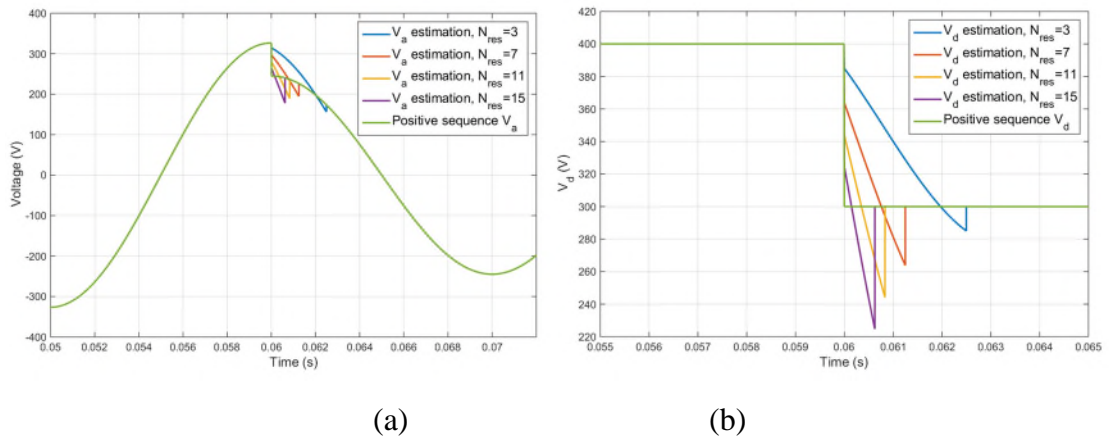 400
300
200
100
0
-100
-200
-300
-400
Voltage (V)
0.05
0.052
0.054
0.056
0.058
0.06
0.062
0.064
0.066
0.068
0.07
Time (s)
Va estimation, Nres=3
Va estimation, Nres=7
Va estimation, Nres=11
Va estimation, Nres=15
Positive sequence Va
(a)
420
400
380
360
340
320
300
280
260
240
220
Vd (V)
0.055
0.056
0.057
0.058
0.059
0.06
0.061
0.062
0.063
0.064
0.065
Time (s)
Vd estimation, Nres=3
Vd estimation, Nres=7
Vd estimation, Nres=11
Vd estimation, Nres=15
Positive sequence Vd
(b)